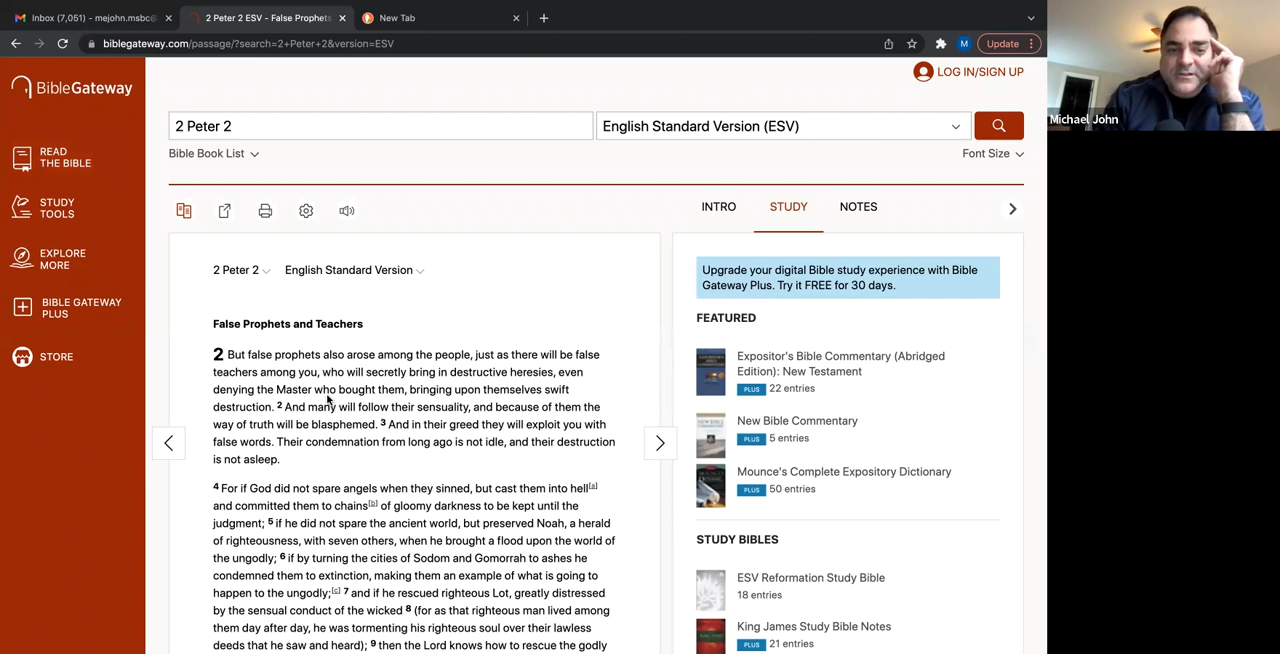 Inbox (7,051) - mejohn.msbc@
2 Peter 2 ESV - False Prophets
New Tab
biblegateway.com/passage/?search=2+Peter+2&version=ESV
M
Update
Michael John
BibleGateway
READ
THE BIBLE
STUDY
TOOLS
EXPLORE
MORE
BIBLE GATEWAY
PLUS
STORE
LOG IN/SIGN UP
2 Peter 2
English Standard Version (ESV)
Bible Book List
Font Size
INTRO
STUDY
NOTES
2 Peter 2
English Standard Version
False Prophets and Teachers
2 But false prophets also arose among the people, just as there will be false
teachers among you, who will secretly bring in destructive heresies, even
denying the Master who bought them, bringing upon themselves swift
destruction. 2 And many will follow their sensuality, and because of them the
way of truth will be blasphemed. 3 And in their greed they will exploit you with
false words. Their condemnation from long ago is not idle, and their destruction
is not asleep.
4 For if God did not spare angels when they sinned, but cast them into hell[a]
and committed them to chains[b] of gloomy darkness to be kept until the
judgment; 5 if he did not spare the ancient world, but preserved Noah, a herald
of righteousness, with seven others, when he brought a flood upon the world of
the ungodly; 6 if by turning the cities of Sodom and Gomorrah to ashes he
condemned them to extinction, making them an example of what is going to
happen to the ungodly;[c] 7 and if he rescued righteous Lot, greatly distressed
by the sensual conduct of the wicked 8 (for as that righteous man lived among
them day after day, he was tormenting his righteous soul over their lawless
deeds that he saw and heard); 9 then the Lord knows how to rescue the godly
Upgrade your digital Bible study experience with Bible
Gateway Plus. Try it FREE for 30 days.
FEATURED
Expositor's Bible Commentary (Abridged
Edition): New Testament
PLUS 22 entries
New Bible Commentary
PLUS 5 entries
Mounce's Complete Expository Dictionary
PLUS 50 entries
STUDY BIBLES
ESV Reformation Study Bible
18 entries
King James Study Bible Notes
PLUS 21 entries